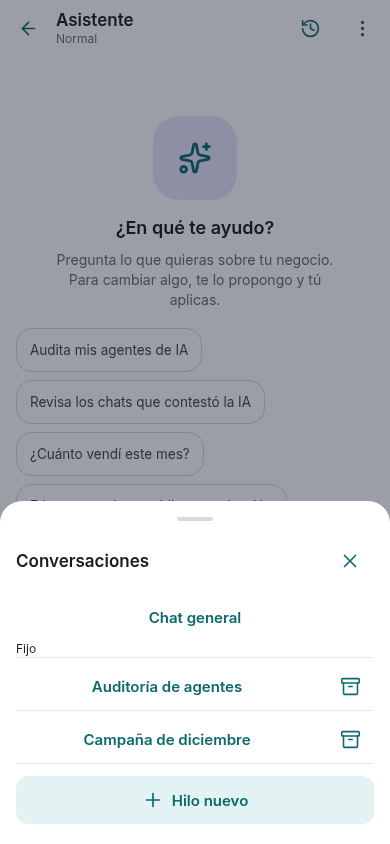 Asistente
Normal
¿En qué te ayudo?
Pregunta lo que quieras sobre tu negocio.
Para cambiar algo, te lo propongo y tú
aplicas.
Audita mis agentes de IA
Revisa los chats que contestó la IA
¿Cuánto vendí este mes?
Conversaciones
Chat general
Fijo
Auditoría de agentes
Campaña de diciembre
Hilo nuevo